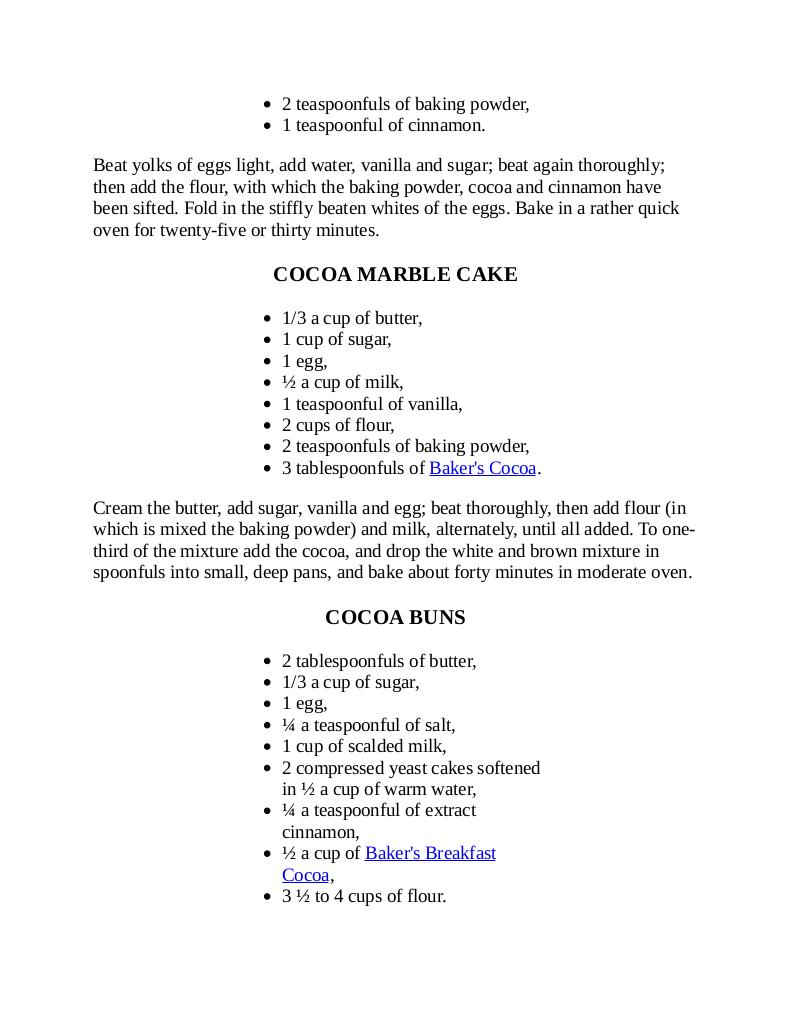 • 2 teaspoonfuls of baking powder,
• 1 teaspoonful of cinnamon.
Beat yolks of eggs light, add water, vanilla and sugar; beat again thoroughly;
then add the flour, with which the baking powder, cocoa and cinnamon have
been sifted. Fold in the stiffly beaten whites of the eggs. Bake in a rather quick
oven for twenty-five or thirty minutes.
COCOA MARBLE CAKE
• 1/3 a cup of butter,
• 1 cup of sugar,
• 1 egg,
• ½ a cup of milk,
• 1 teaspoonful of vanilla,
• 2 cups of flour,
• 2 teaspoonfuls of baking powder,
• 3 tablespoonfuls of Baker's Cocoa.
Cream the butter, add sugar, vanilla and egg; beat thoroughly, then add flour (in
which is mixed the baking powder) and milk, alternately, until all added. To one-
third of the mixture add the cocoa, and drop the white and brown mixture in
spoonfuls into small, deep pans, and bake about forty minutes in moderate oven.
COCOA BUNS
• 2 tablespoonfuls of butter,
• 1/3 a cup of sugar,
• 1 egg,
• ¼ a teaspoonful of salt,
• 1 cup of scalded milk,
• 2 compressed yeast cakes softened
in ½ a cup of warm water,
• ¼ a teaspoonful of extract
cinnamon,
• ½ a cup of Baker's Breakfast
Cocoa,
• 3 ½ to 4 cups of flour.